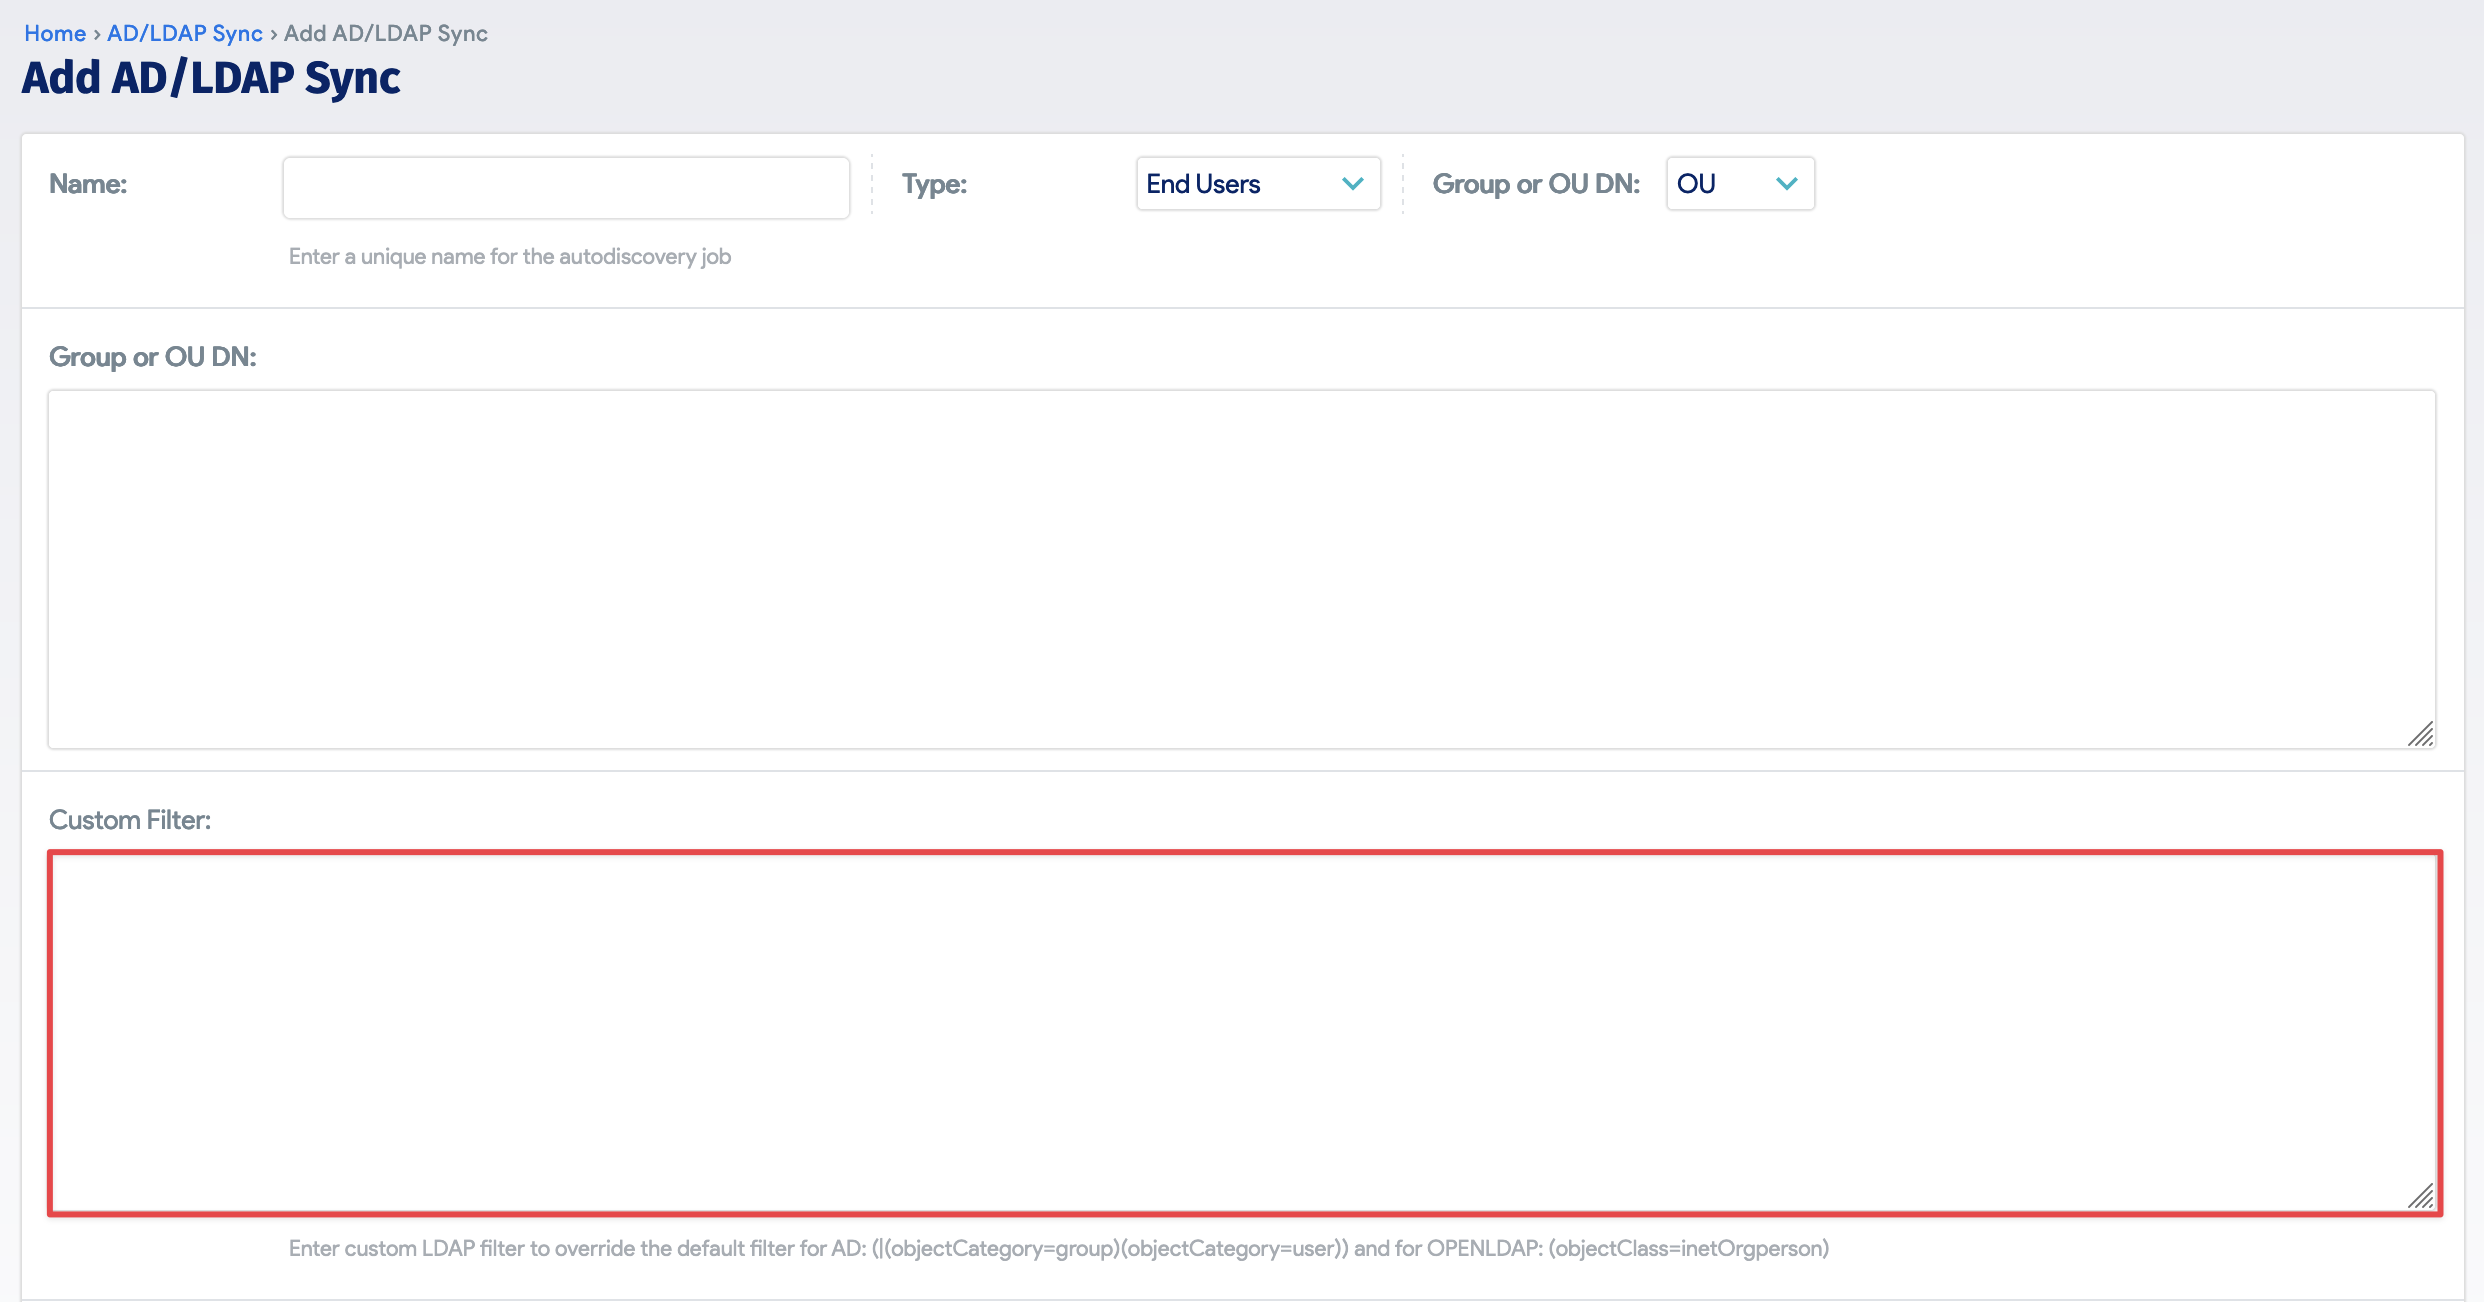 Home › AD/LDAP Sync › Add AD/LDAP Sync
Add AD/LDAP Sync
Name: Type: End Users Group or OU DN: OU
Enter a unique name for the autodiscovery job
Group or OU DN:
Custom Filter:
Enter custom LDAP filter to override the default filter for AD: (|(objectCategory=group)(objectCategory=user)) and for OPENLDAP: (objectClass=inetOrgperson)